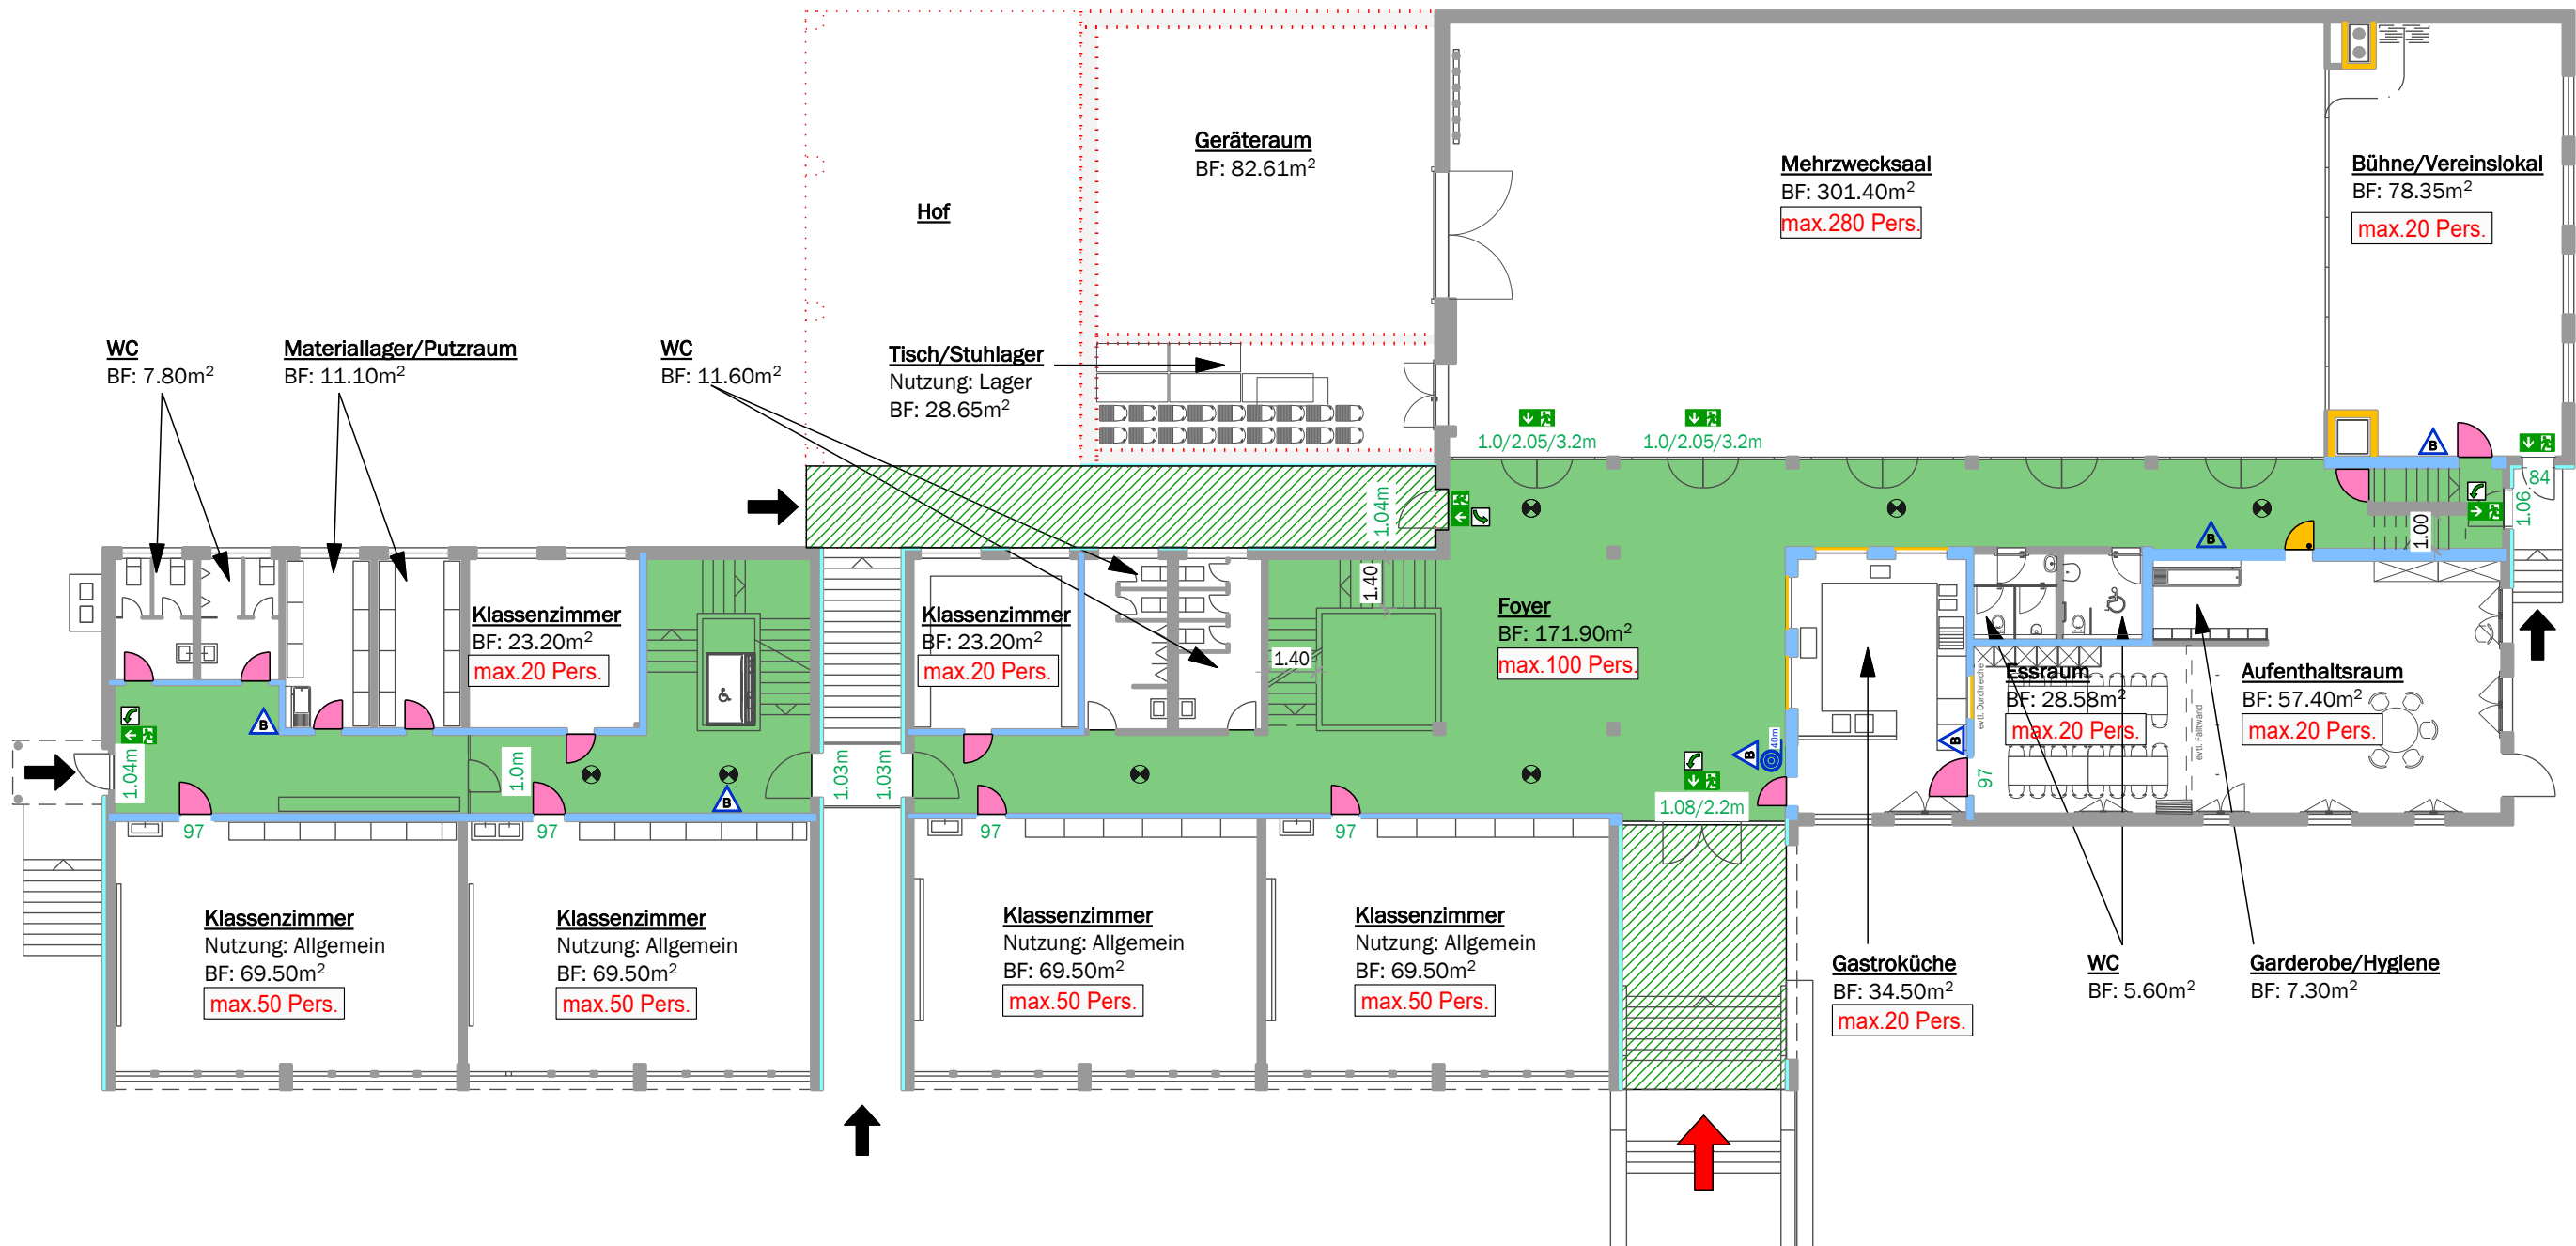 Geräteraum
BF: 82.61m²
Hof
Mehrzwecksaal
BF: 301.40m²
max.280 Pers.
Bühne/Vereinslokal
BF: 78.35m²
max.20 Pers.
WC
BF: 7.80m²
Materiallager/Putzraum
BF: 11.10m²
WC
BF: 11.60m²
Tisch/Stuhllager
Nutzung: Lager
BF: 28.65m²
1.0/2.05/3.2m
1.0/2.05/3.2m
B
84
1.06
1.04m
1.00
B
1.40
1.40
Klassenzimmer
BF: 23.20m²
max.20 Pers.
Klassenzimmer
BF: 23.20m²
max.20 Pers.
Foyer
BF: 171.90m²
max.100 Pers.
Essraum
BF: 28.58m²
max.20 Pers.
Aufenthaltsraum
BF: 57.40m²
max.20 Pers.
evtl. Durchreiche
evtl. Faltwand
B
B
B
40m
B
1.04m
1.0m
1.03m
1.03m
1.08/2.2m
97
97
97
97
97
Klassenzimmer
Nutzung: Allgemein
BF: 69.50m²
max.50 Pers.
Klassenzimmer
Nutzung: Allgemein
BF: 69.50m²
max.50 Pers.
Klassenzimmer
Nutzung: Allgemein
BF: 69.50m²
max.50 Pers.
Klassenzimmer
Nutzung: Allgemein
BF: 69.50m²
max.50 Pers.
Gastroküche
BF: 34.50m²
max.20 Pers.
WC
BF: 5.60m²
Garderobe/Hygiene
BF: 7.30m²